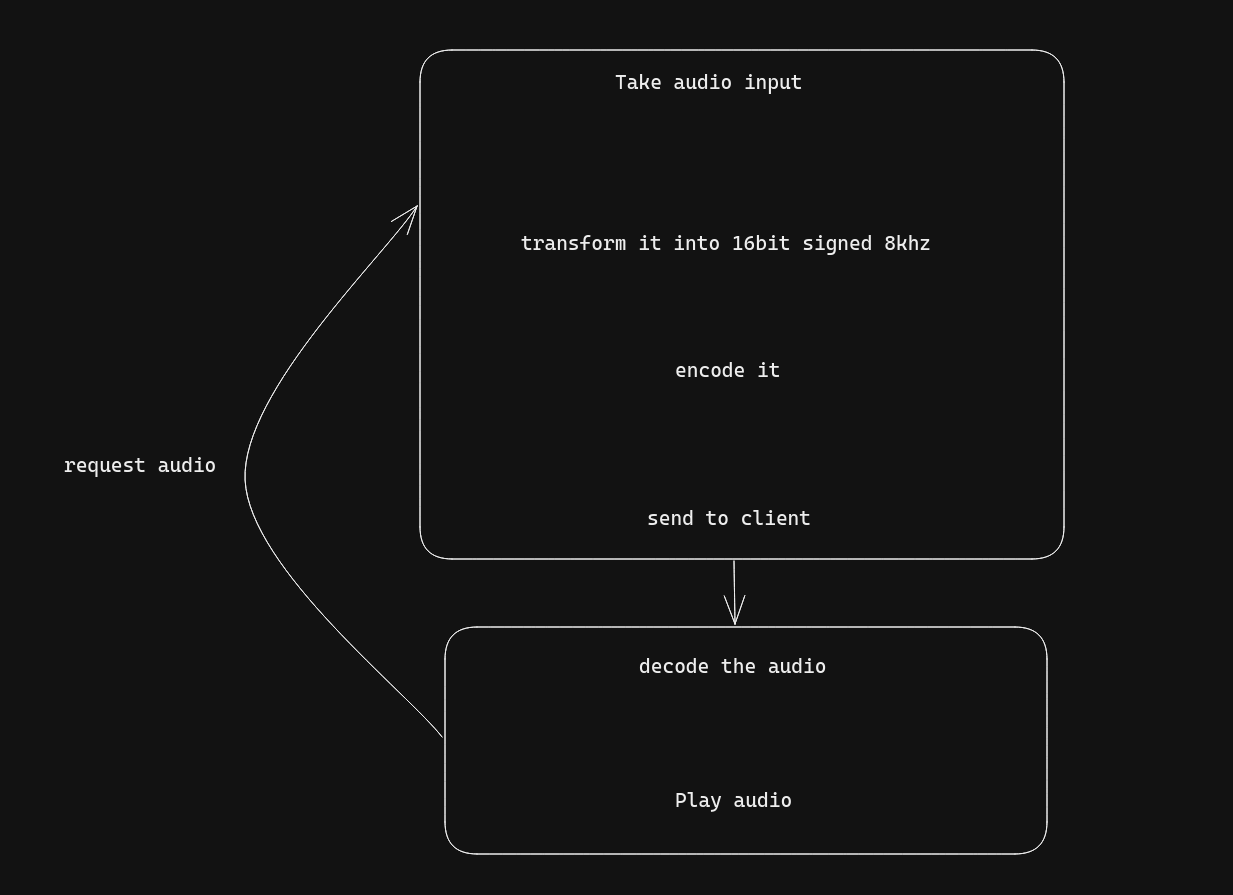 Take audio input
transform it into 16bit signed 8khz
encode it
request audio
send to client
decode the audio
Play audio